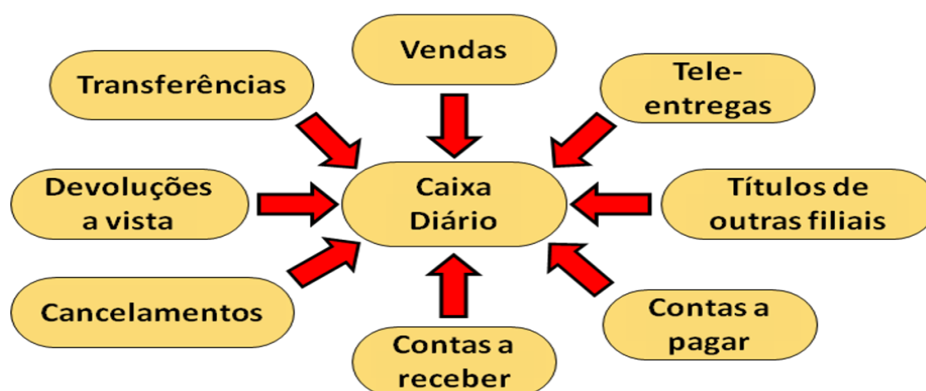 Vendas
Transferências
Tele-
entregas
Devoluções
a vista
Caixa
Diário
Títulos de
outras filiais
Cancelamentos
Contas a
receber
Contas a
pagar